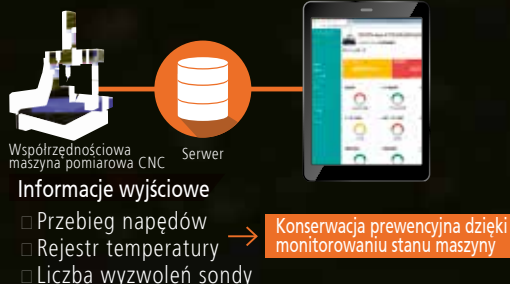 Współrzędnościowa
maszyna pomiarowa CNC
Serwer
Informacje wyjściowe
Przebieg napędów
Rejestr temperatury
Liczba wyzwoleń sondy
Konserwacja prewencyjna dzięki
monitorowaniu stanu maszyny